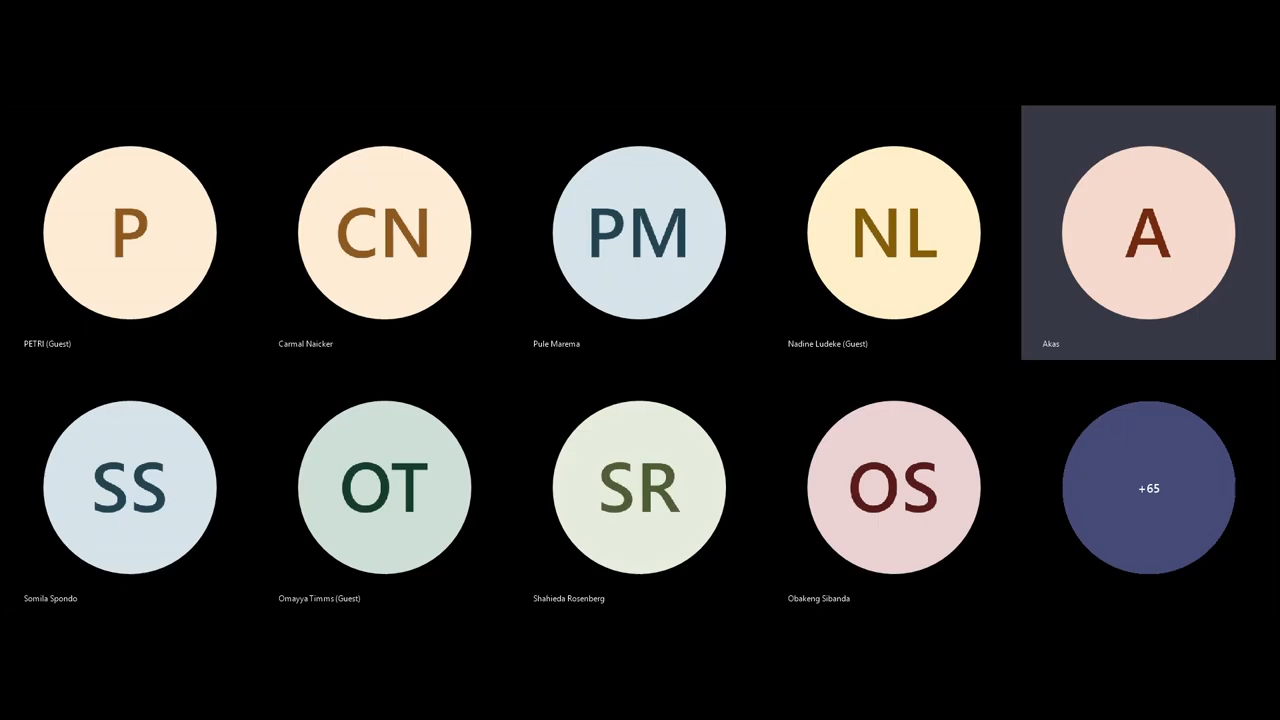 P
CN
PM
NL
A
PETRI (Guest)
Carmal Naicker
Pule Marema
Nadine Ludeke (Guest)
Akas
SS
OT
SR
OS
+65
Somila Spondo
Omayya Timms (Guest)
Shahieda Rosenberg
Obakeng Sibanda